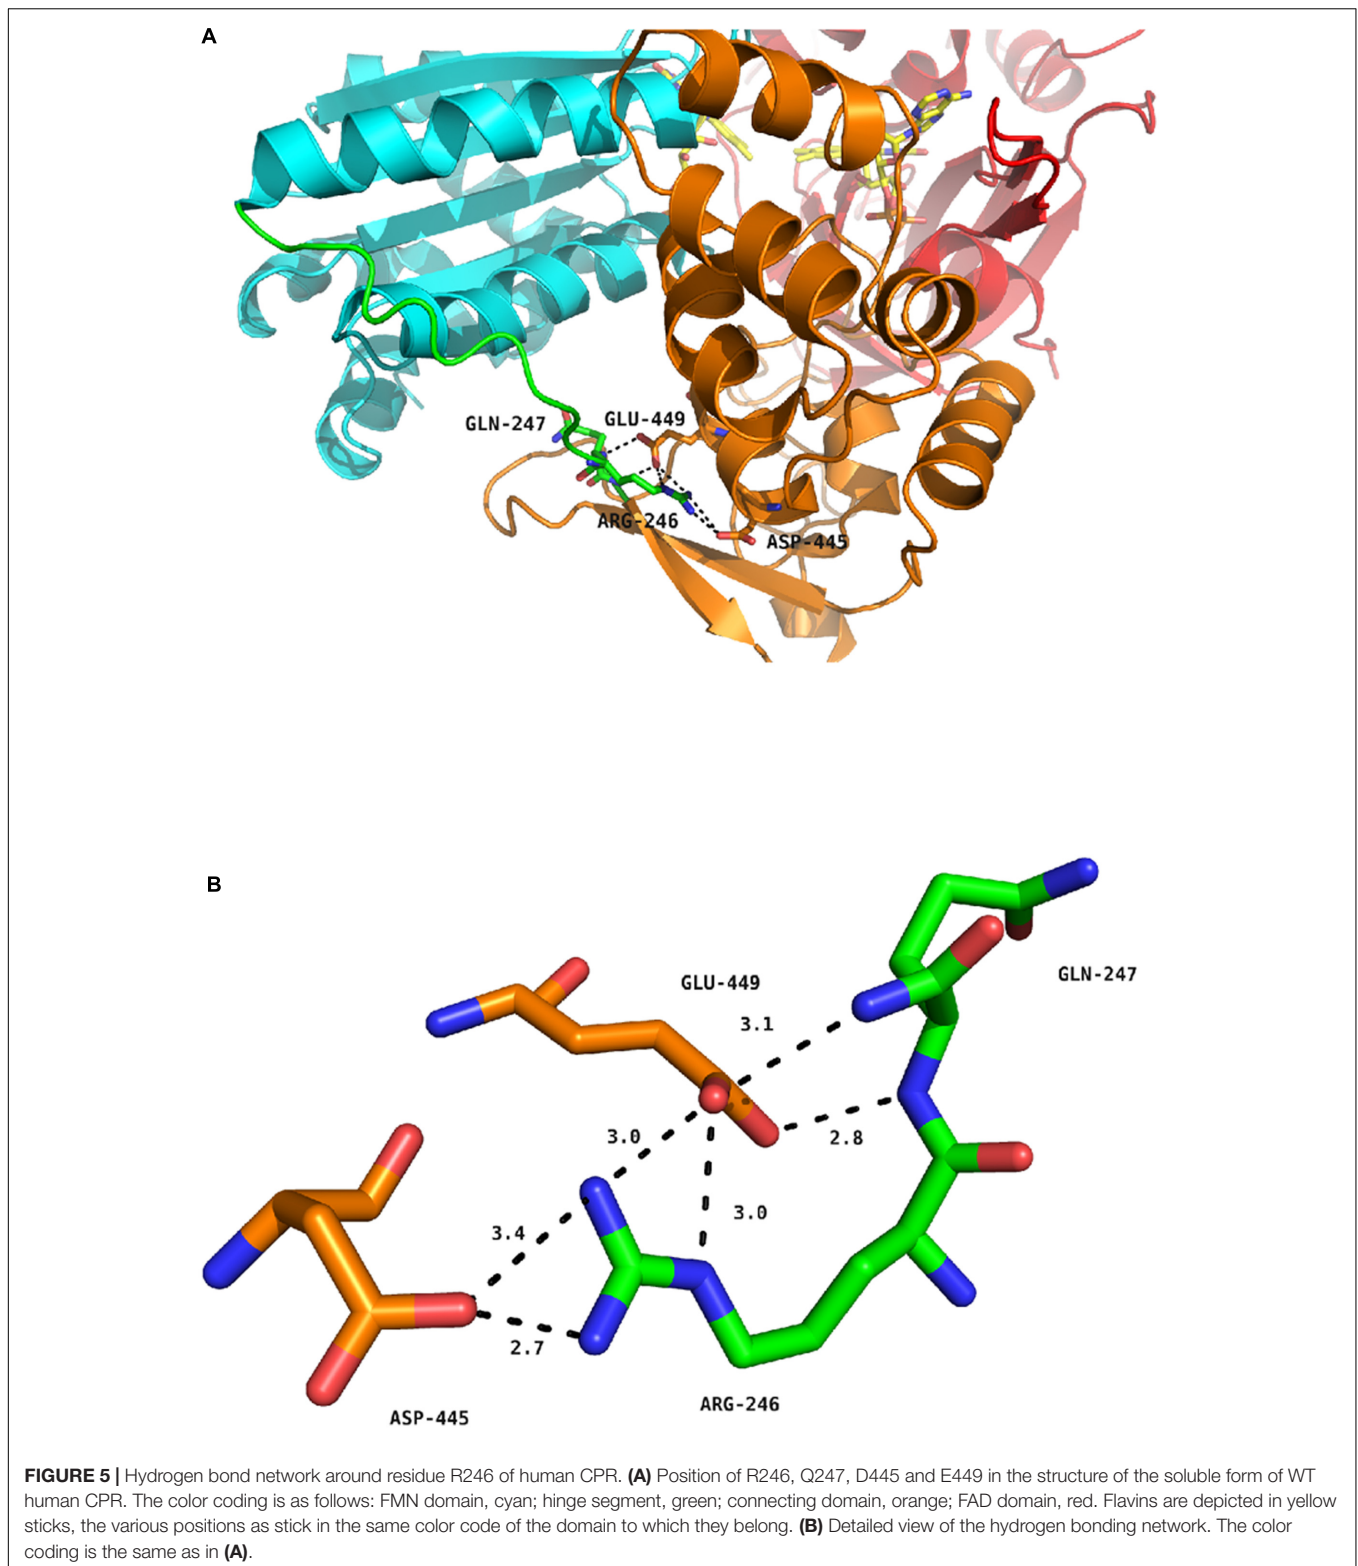 A
GLN-247
GLU-449
ARG-246
ASP-445
B
GLU-449
GLN-247
3.1
3.0
2.8
3.0
3.4
2.7
ARG-246
ASP-445
FIGURE 5 | Hydrogen bond network around residue R246 of human CPR. (A) Position of R246, Q247, D445 and E449 in the structure of the soluble form of WT
human CPR. The color coding is as follows: FMN domain, cyan; hinge segment, green; connecting domain, orange; FAD domain, red. Flavins are depicted in yellow
sticks, the various positions as stick in the same color code of the domain to which they belong. (B) Detailed view of the hydrogen bonding network. The color
coding is the same as in (A).